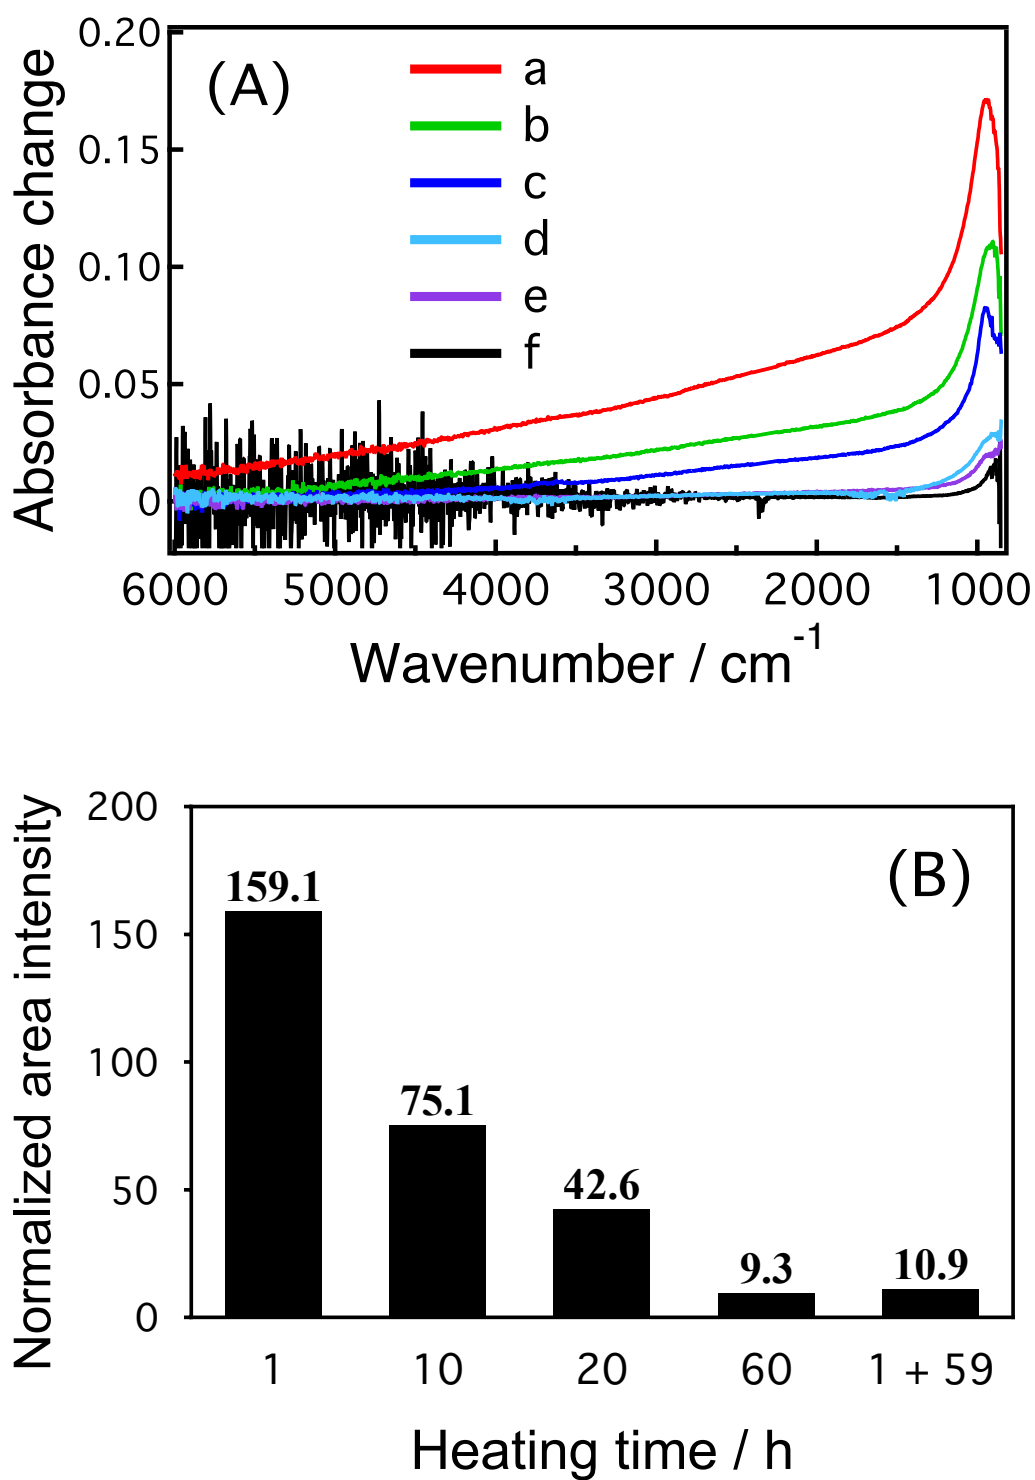 (A)
a
b
c
d
e
f
0.20
0.15
0.10
0.05
0
Absorbance change
6000 5000 4000 3000 2000 1000
Wavenumber / cm-1
(B)
200
150
100
50
0
Normalized area intensity
159.1
75.1
42.6
9.3
10.9
1 10 20 60 1 + 59
Heating time / h